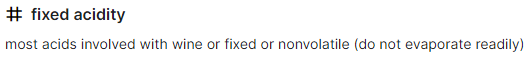 # fixed acidity
most acids involved with wine or fixed or nonvolatile (do not evaporate readily)